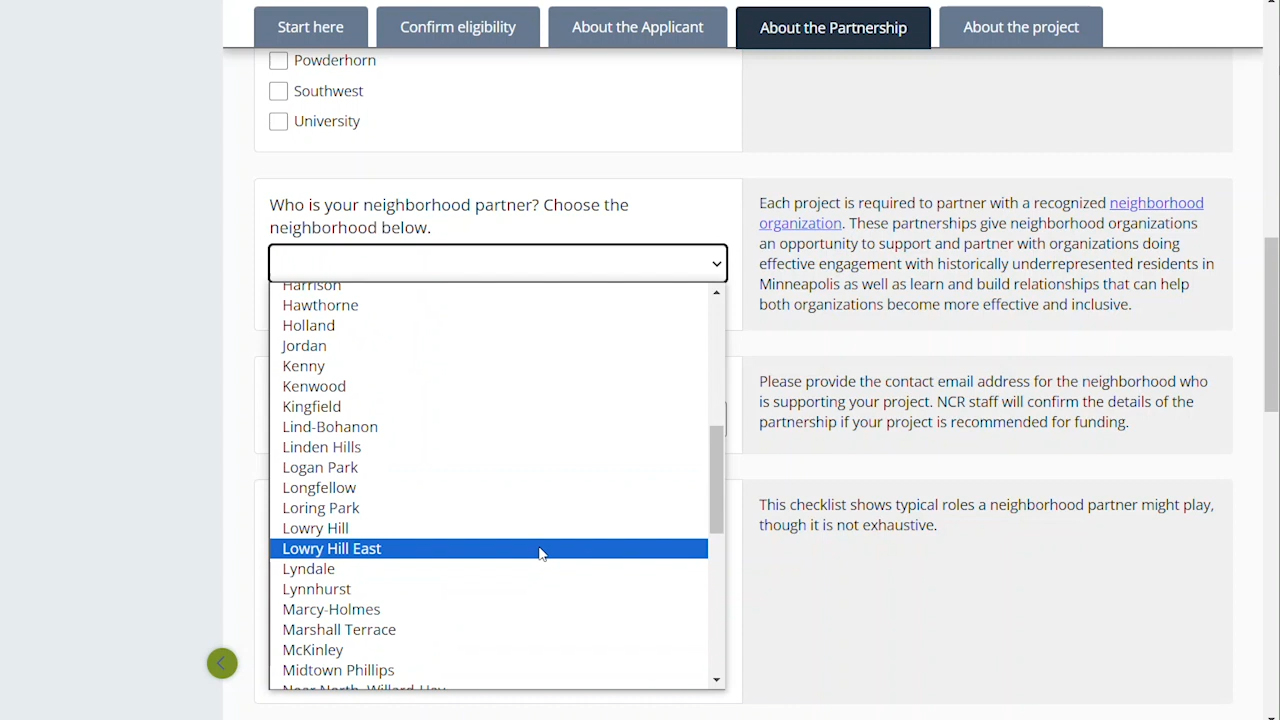 Start here
Confirm eligibility
About the Applicant
About the Partnership
About the project
Powderhorn
Southwest
University
Who is your neighborhood partner? Choose the
neighborhood below.
Each project is required to partner with a recognized neighborhood
organization. These partnerships give neighborhood organizations
an opportunity to support and partner with organizations doing
effective engagement with historically underrepresented residents in
Minneapolis as well as learn and build relationships that can help
both organizations become more effective and inclusive.
Harrison
Hawthorne
Holland
Jordan
Kenny
Kenwood
Kingfield
Lind-Bohanon
Linden Hills
Logan Park
Longfellow
Loring Park
Lowry Hill
Lowry Hill East
Lyndale
Lynnhurst
Marcy-Holmes
Marshall Terrace
McKinley
Midtown Phillips
Near North, Willard-Hay
Please provide the contact email address for the neighborhood who
is supporting your project. NCR staff will confirm the details of the
partnership if your project is recommended for funding.
This checklist shows typical roles a neighborhood partner might play,
though it is not exhaustive.